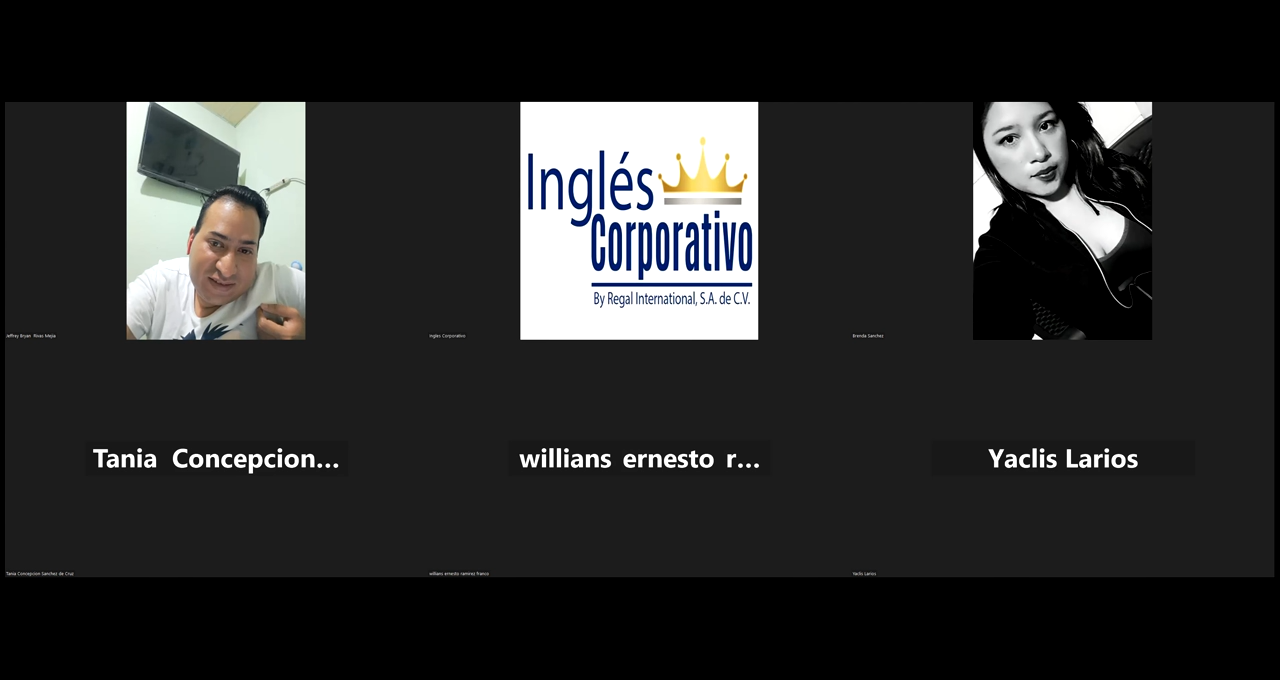 Inglés
Corporativo
By Regal International, S.A. de C.V.
Jeffrey Bryan Rivas Mejia
Ingles Corporativo
Brenda Sanchez
Tania Concepcion...
willians ernesto r...
Yaclis Larios
Tania Concepcion Sanchez de Cruz
willians ernesto ramirez franco
Yaclis Larios